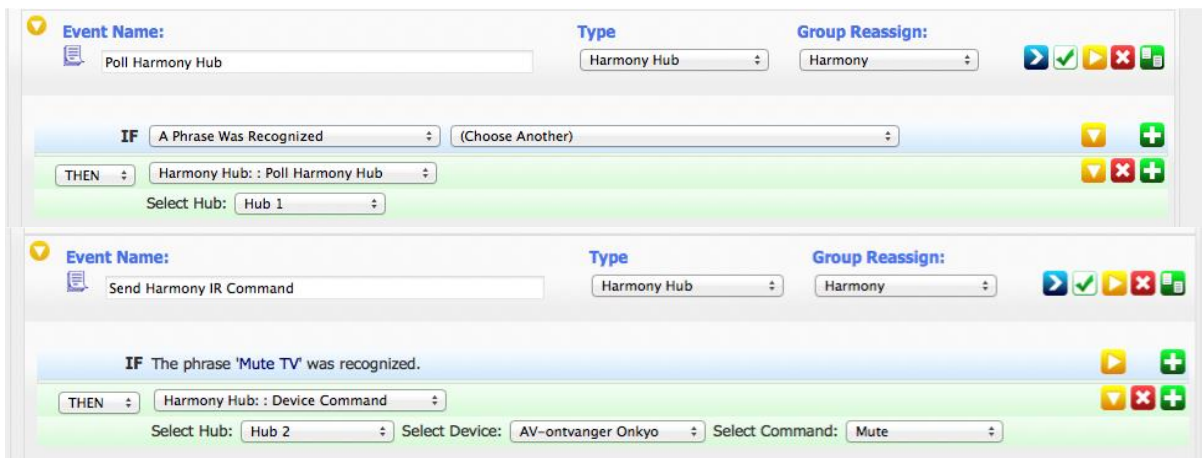 Event Name: Type Group Reassign:
Poll Harmony Hub Harmony Hub Harmony
IF A Phrase Was Recognized (Choose Another)
THEN Harmony Hub: : Poll Harmony Hub
Select Hub: Hub 1
Event Name: Type Group Reassign:
Send Harmony IR Command Harmony Hub Harmony
IF The phrase 'Mute TV' was recognized.
THEN Harmony Hub: : Device Command
Select Hub: Hub 2 Select Device: AV-ontvanger Onkyo Select Command: Mute